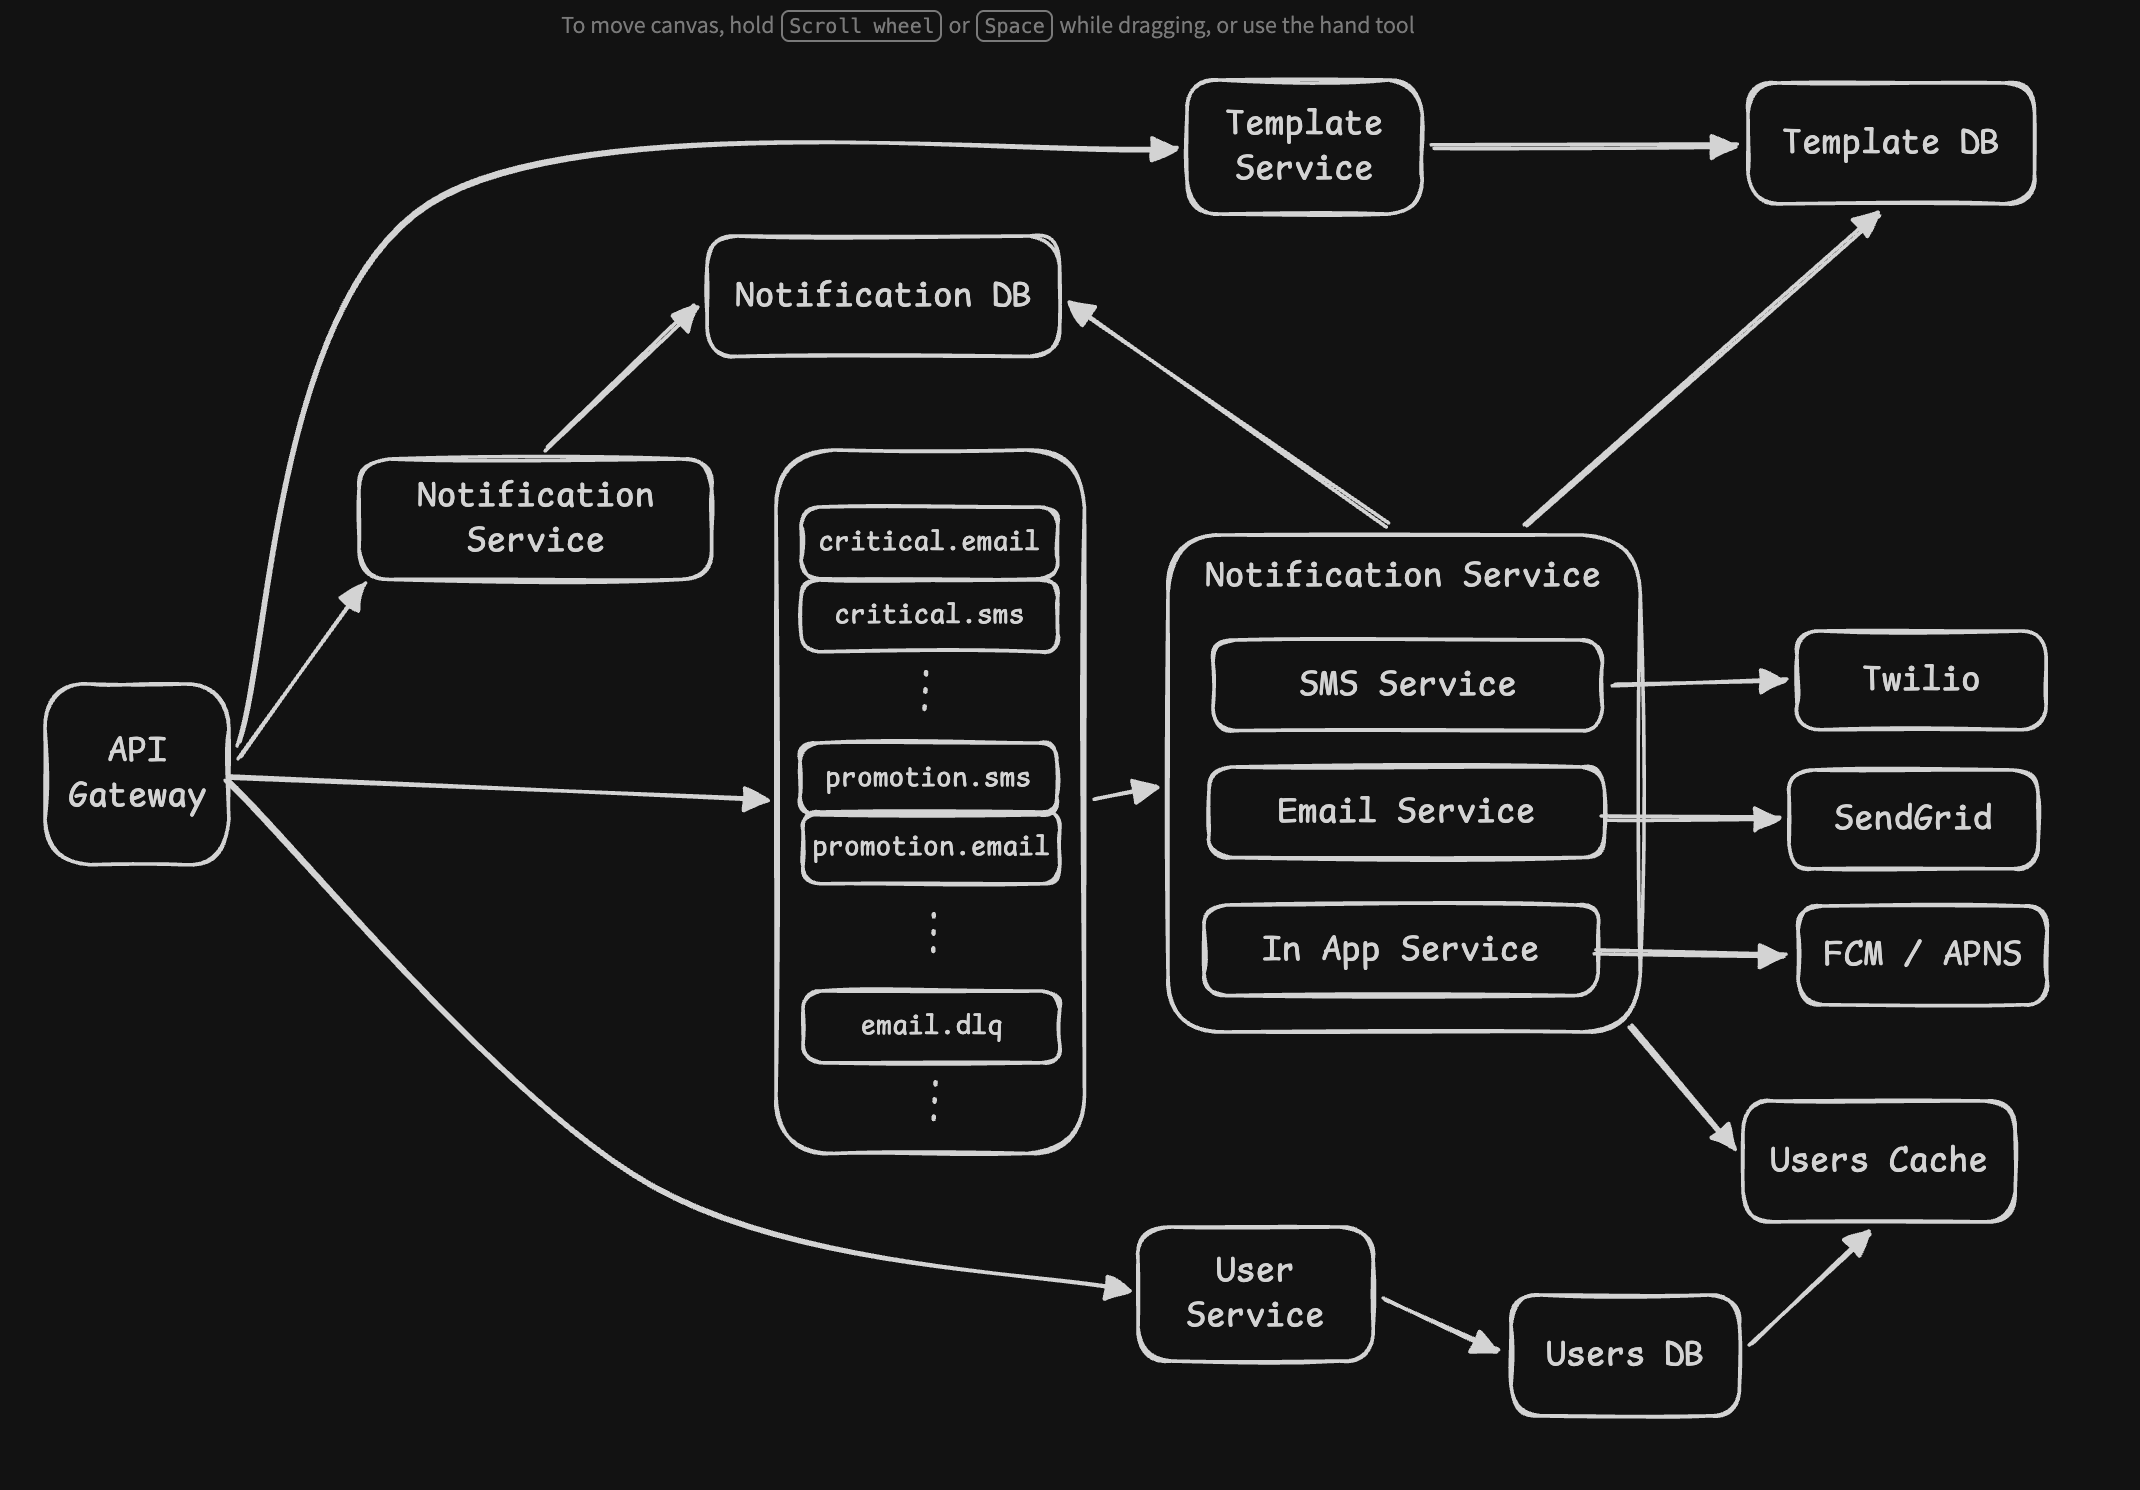 To move canvas, hold Scroll wheel or Space while dragging, or use the hand tool
Template
Service
Template DB
Notification DB
Notification
Service
critical.email
critical.sms
Notification Service
SMS Service
Twilio
API
Gateway
promotion.sms
promotion.email
Email Service
SendGrid
In App Service
FCM / APNS
email.dlq
Users Cache
User
Service
Users DB